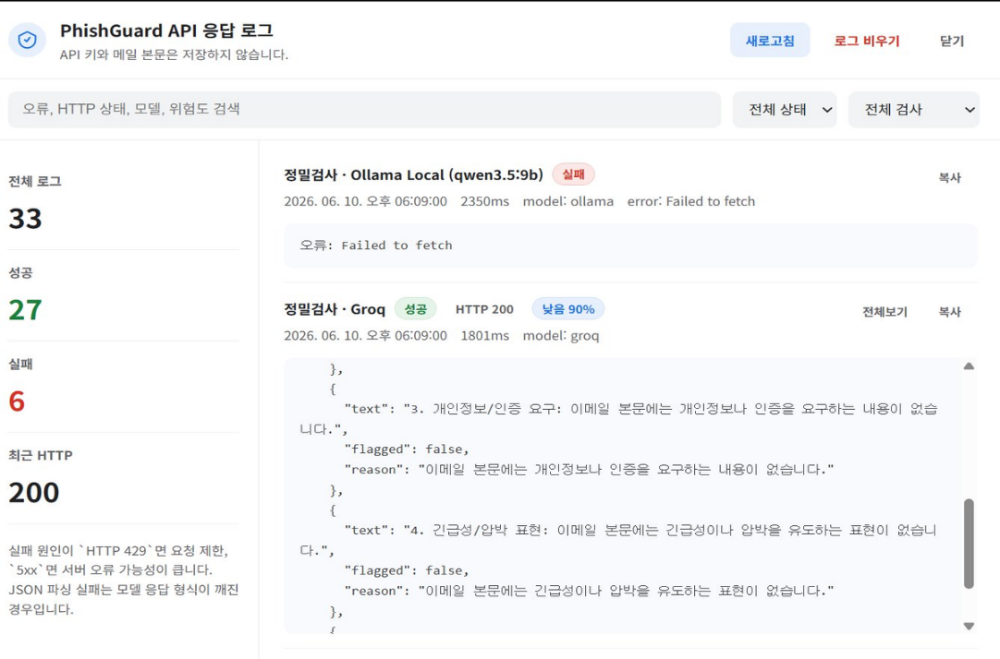 PhishGuard API 응답 로그
API 키와 메일 본문은 저장하지 않습니다.
새로고침
로그 비우기
닫기
오류, HTTP 상태, 모델, 위험도 검색
전체 상태
전체 검사
전체 로그
33
성공
27
실패
6
최근 HTTP
200
실패 원인이 `HTTP 429`면 요청 제한,
`5xx`면 서버 오류 가능성이 큽니다.
JSON 파싱 실패는 모델 응답 형식이 깨진
경우입니다.
정밀검사 · Ollama Local (qwen3.5:9b) 실패
복사
2026. 06. 10. 오후 06:09:00 2350ms model: ollama error: Failed to fetch
오류: Failed to fetch
정밀검사 · Groq 성공 HTTP 200 낮음 90%
전체보기 복사
2026. 06. 10. 오후 06:09:00 1801ms model: groq
},
{
"text": "3. 개인정보/인증 요구: 이메일 본문에는 개인정보나 인증을 요구하는 내용이 없습
니다.",
"flagged": false,
"reason": "이메일 본문에는 개인정보나 인증을 요구하는 내용이 없습니다."
},
{
"text": "4. 긴급성/압박 표현: 이메일 본문에는 긴급성이나 압박을 유도하는 표현이 없습니
다.",
"flagged": false,
"reason": "이메일 본문에는 긴급성이나 압박을 유도하는 표현이 없습니다."
},
{